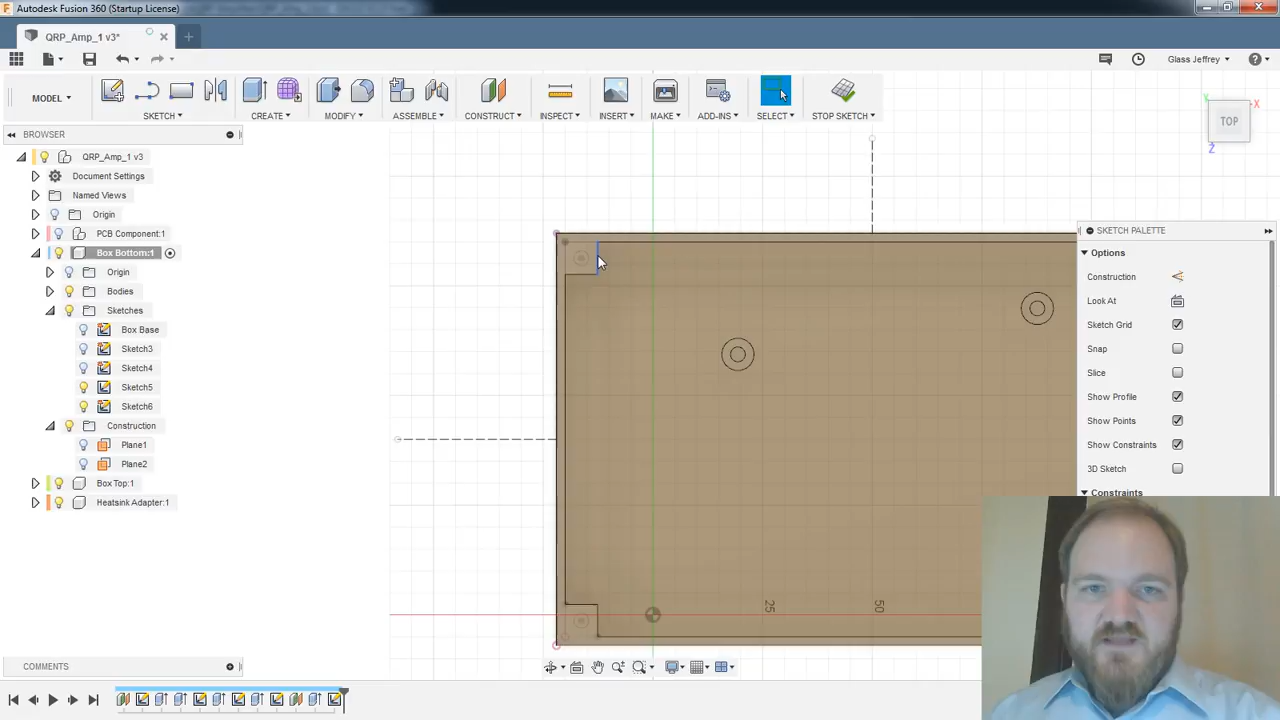 Autodesk Fusion 360 (Startup License)
QRP_Amp_1 v3*
Glass Jeffrey
MODEL
SKETCH
CREATE
MODIFY
ASSEMBLE
CONSTRUCT
INSPECT
INSERT
MAKE
ADD-INS
SELECT
STOP SKETCH
BROWSER
QRP_Amp_1 v3
Document Settings
Named Views
Origin
PCB Component:1
Box Bottom:1
Origin
Bodies
Sketches
Box Base
Sketch3
Sketch4
Sketch5
Sketch6
Construction
Plane1
Plane2
Box Top:1
Heatsink Adapter:1
25
50
Y
X
TOP
Z
SKETCH PALETTE
Options
Construction
Look At
Sketch Grid
Snap
Slice
Show Profile
Show Points
Show Constraints
3D Sketch
Constraints
COMMENTS